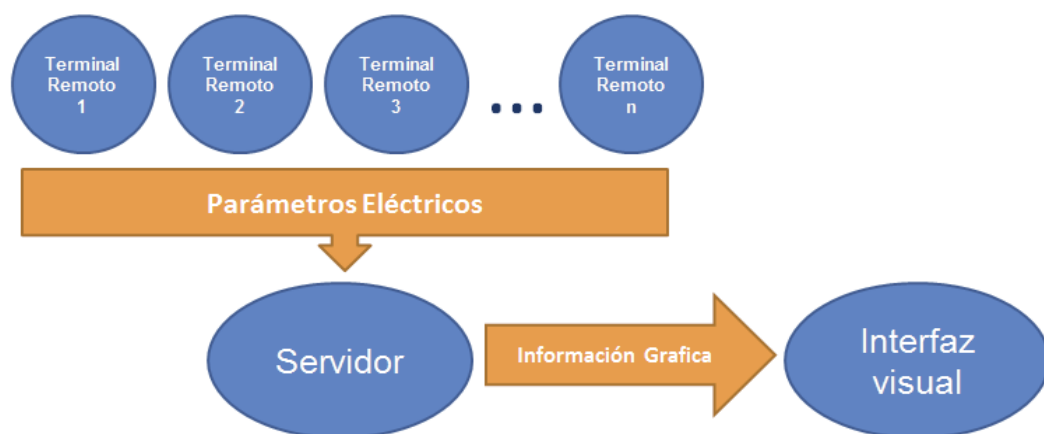 Terminal
Remoto
1
Terminal
Remoto
2
Terminal
Remoto
3
...
Terminal
Remoto
n
Parámetros Eléctricos
Servidor
Información Grafica
Interfaz
visual